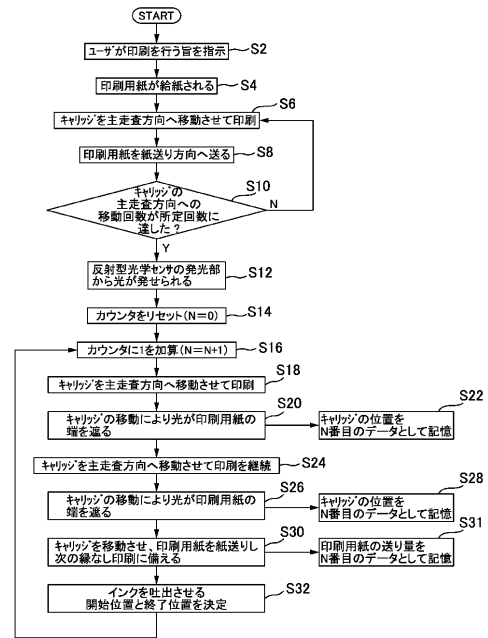 START
ユーザが印刷を行う旨を指示
S2
印刷用紙が給紙される
S4
キャリッジを主走査方向へ移動させて印刷
S6
印刷用紙を紙送り方向へ送る
S8
キャリッジの
主走査方向への
移動回数が所定回数に
達した?
S10
N
Y
反射型光学センサの発光部
から光が発せられる
S12
カウンタをリセット(N=0)
S14
カウンタに1を加算(N=N+1)
S16
キャリッジを主走査方向へ移動させて印刷
S18
キャリッジの移動により光が印刷用紙の
端を遮る
S20
キャリッジの位置を
N番目のデータとして記憶
S22
キャリッジを主走査方向へ移動させて印刷を継続
S24
キャリッジの移動により光が印刷用紙の
端を遮る
S26
キャリッジの位置を
N番目のデータとして記憶
S28
キャリッジを移動させ、印刷用紙を紙送りし
次の縁なし印刷に備える
S30
印刷用紙の送り量を
N番目のデータとして記憶
S31
インクを吐出させる
開始位置と終了位置を決定
S32